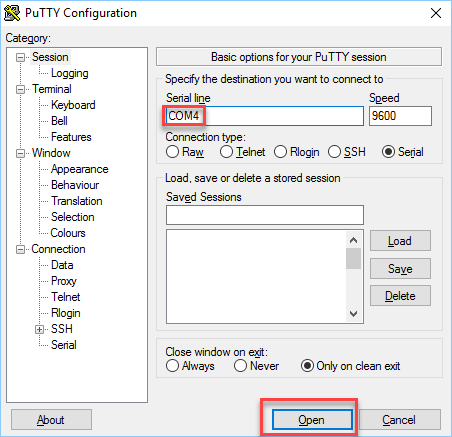 PuTTY Configuration
Category:
Session
Logging
Terminal
Keyboard
Bell
Features
Window
Appearance
Behaviour
Translation
Selection
Colours
Connection
Data
Proxy
Telnet
Rlogin
SSH
Serial
Basic options for your PuTTY session
Specify the destination you want to connect to
Serial line Speed
COM4 9600
Connection type:
Raw Telnet Rlogin SSH Serial
Load, save or delete a stored session
Saved Sessions
Load
Save
Delete
Close window on exit:
Always Never Only on clean exit
About Open Cancel